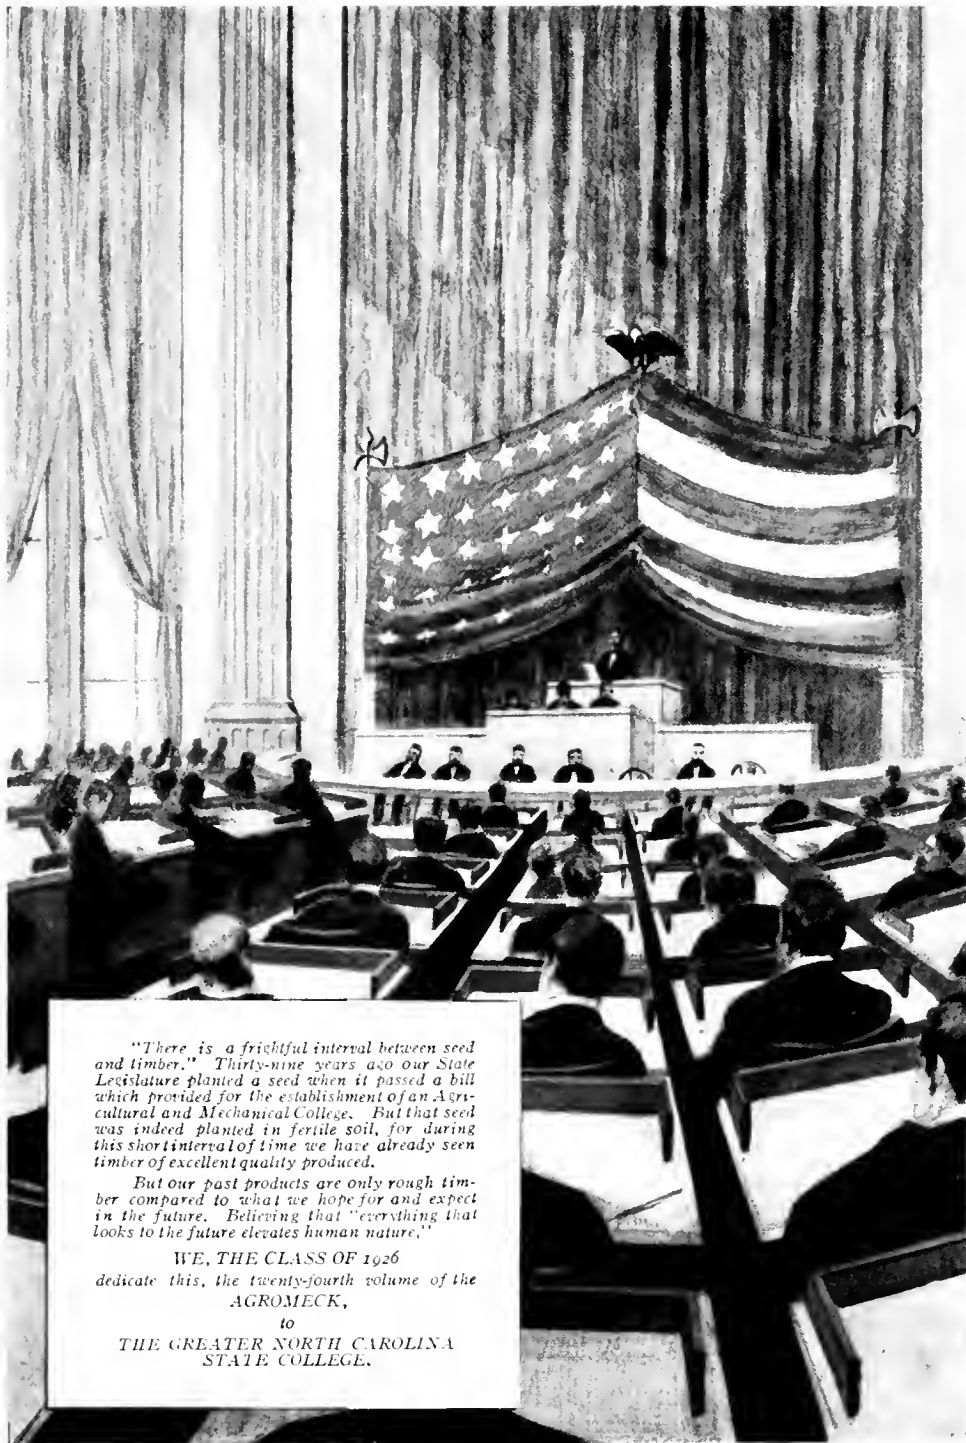 "There is a frightful interval between seed
and timber." Thirty-nine years ago our State
Legislature planted a seed when it passed a bill
which provided for the establishment of an Agri-
cultural and Mechanical College. But that seed
was indeed planted in fertile soil, for during
this short interval of time we have already seen
timber of excellent quality produced.
But our past products are only rough tim-
ber compared to what we hope for and expect
in the future. Believing that "everything that
looks to the future elevates human nature,"
WE, THE CLASS OF 1926
dedicate this, the twenty-fourth volume of the
AGROMECK,
to
THE GREATER NORTH CAROLINA
STATE COLLEGE.